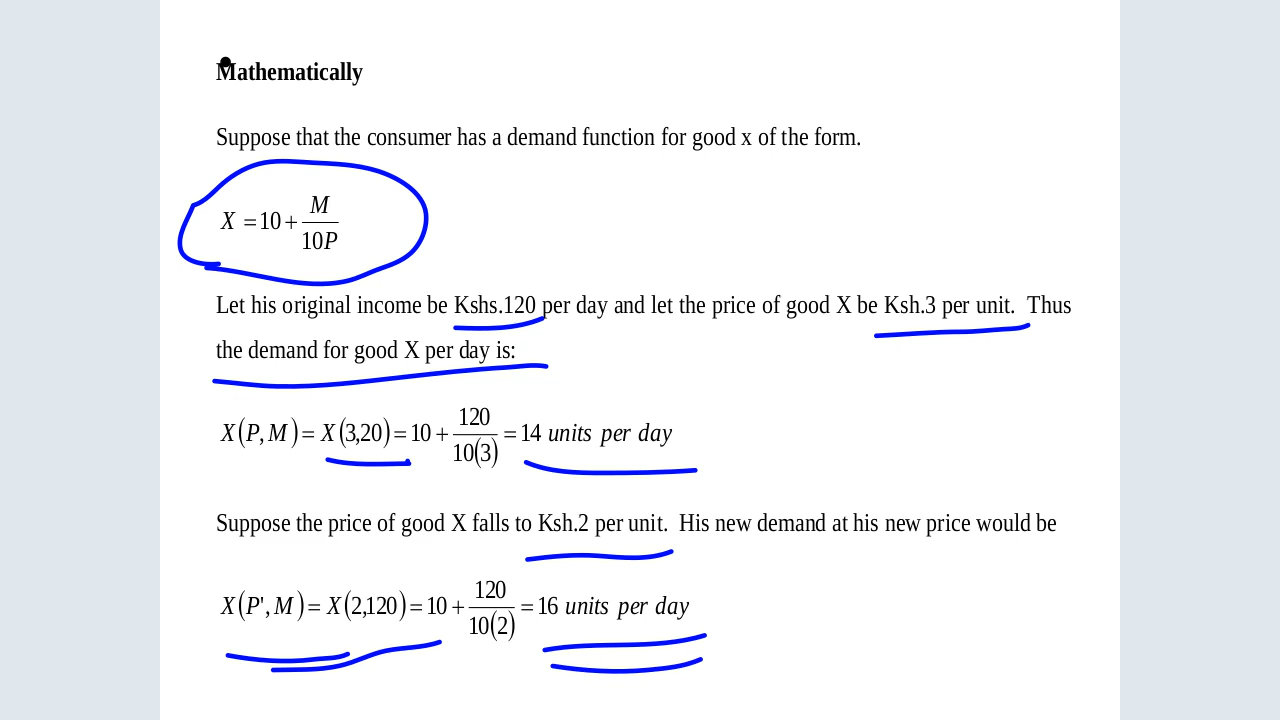 Mathematically
Suppose that the consumer has a demand function for good x of the form.
X = 10 + M/10P
Let his original income be Kshs.120 per day and let the price of good X be Ksh.3 per unit. Thus
the demand for good X per day is:
X(P, M) = X(3,20) = 10 + 120/10(3) = 14 units per day
Suppose the price of good X falls to Ksh.2 per unit. His new demand at his new price would be
X(P', M) = X(2,120) = 10 + 120/10(2) = 16 units per day